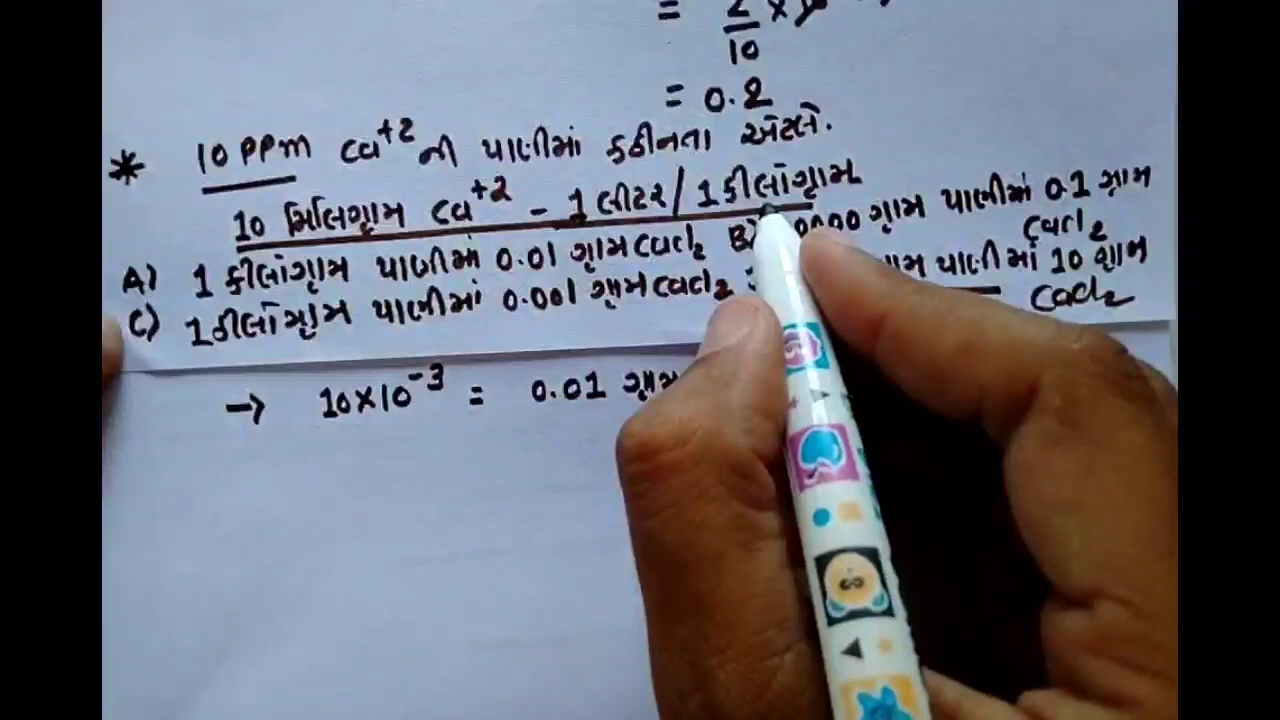 = 2/10 ×
= 0.2
* 10 PPm Ca+2 ની પાણીમાં કઠીનતા એટલે.
10 મિલિગ્રામ Ca+2 - 1 લીટર / 1 કીલોગ્રામ
A) 1 કીલોગ્રામ પાણીમાં 0.01 ગ્રામ CaCl2 B) ગ્રામ પાણીમાં 0.1 ગ્રામ CaCl2
C) 1 કીલોગ્રામ પાણીમાં 0.001 ગ્રામ CaCl2 પાણીમાં 10 ગ્રામ CaCl2
→ 10×10-3 = 0.01